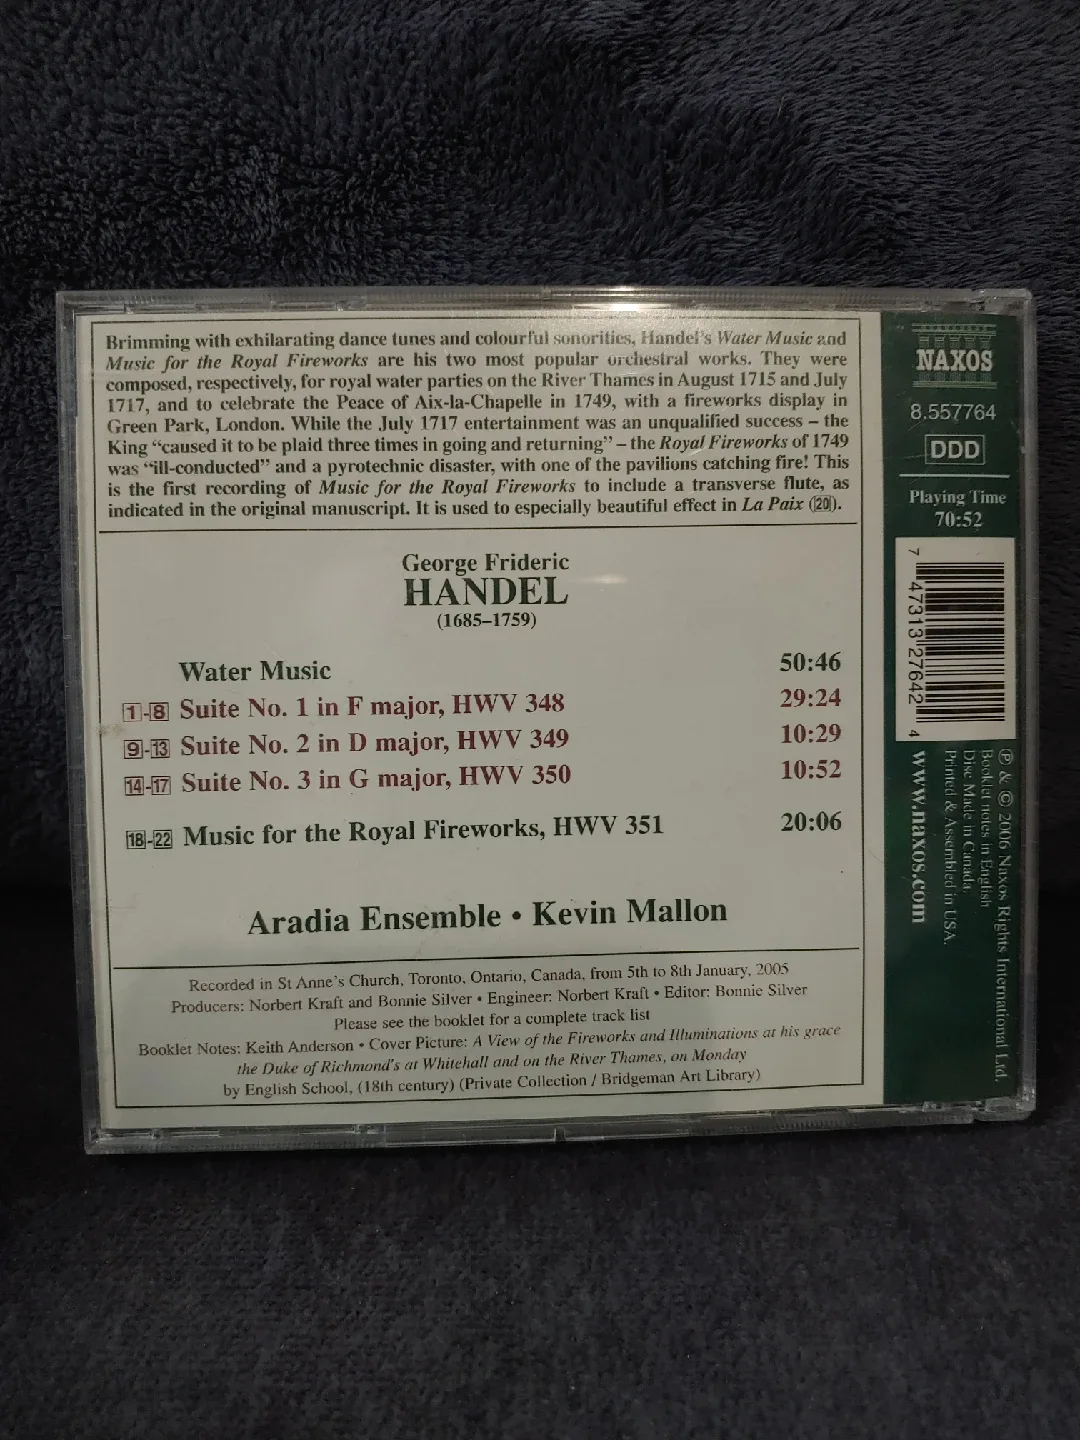 Brimming with exhilarating dance tunes and colourful sonorities, Handel's Water Music and
Music for the Royal Fireworks are his two most popular orchestral works. They were
composed, respectively, for royal water parties on the River Thames in August 1715 and July
1717, and to celebrate the Peace of Aix-la-Chapelle in 1749, with a fireworks display in
Green Park, London. While the July 1717 entertainment was an unqualified success – the
King "caused it to be plaid three times in going and returning" – the Royal Fireworks of 1749
was "ill-conducted" and a pyrotechnic disaster, with one of the pavilions catching fire! This
is the first recording of Music for the Royal Fireworks to include a transverse flute, as
indicated in the original manuscript. It is used to especially beautiful effect in La Paix (20).
George Frideric
HANDEL
(1685–1759)
Water Music 50:46
1-8 Suite No. 1 in F major, HWV 348 29:24
9-13 Suite No. 2 in D major, HWV 349 10:29
14-17 Suite No. 3 in G major, HWV 350 10:52
18-22 Music for the Royal Fireworks, HWV 351 20:06
Aradia Ensemble • Kevin Mallon
Recorded in St Anne's Church, Toronto, Ontario, Canada, from 5th to 8th January, 2005
Producers: Norbert Kraft and Bonnie Silver • Engineer: Norbert Kraft • Editor: Bonnie Silver
Please see the booklet for a complete track list
Booklet Notes: Keith Anderson • Cover Picture: A View of the Fireworks and Illuminations at his grace
the Duke of Richmond's at Whitehall and on the River Thames, on Monday
by English School, (18th century) (Private Collection / Bridgeman Art Library)
NAXOS
8.557764
DDD
Playing Time
70:52
7 47313 27642 4
℗ & © 2006 Naxos Rights International Ltd.
Booklet notes in English
Disc Made in Canada.
Printed & Assembled in USA.
www.naxos.com